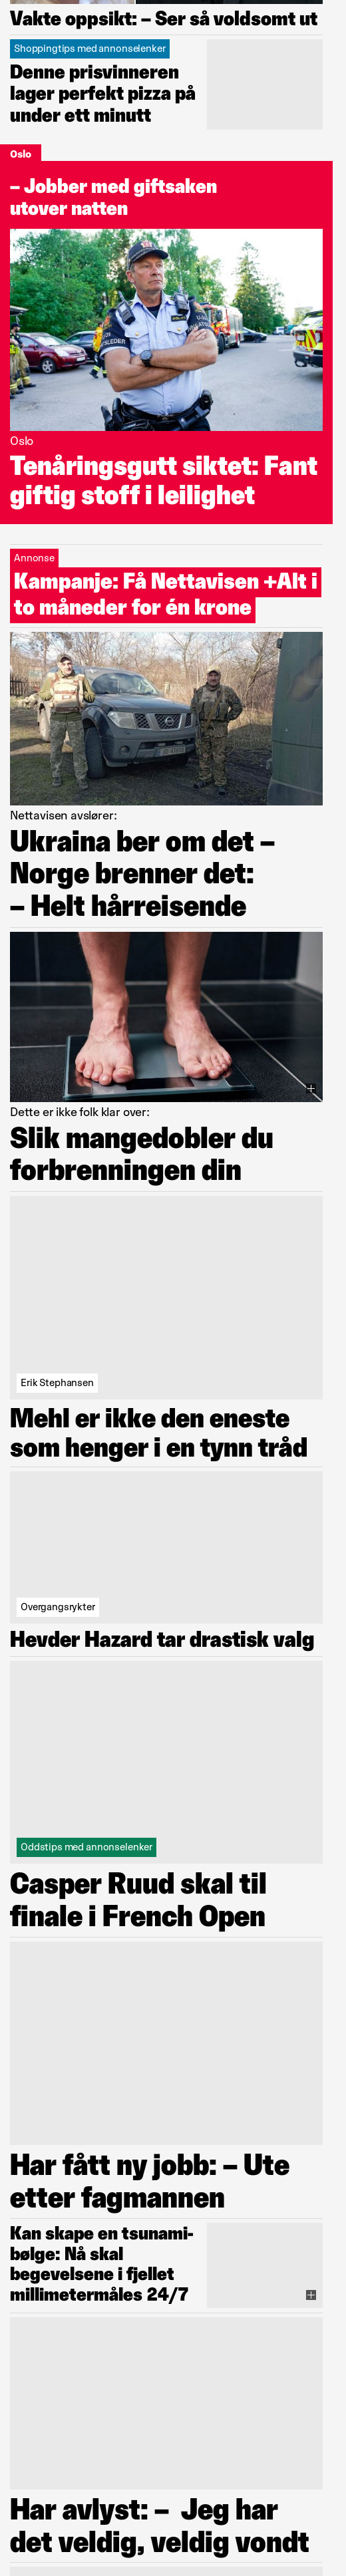 Vakte oppsikt: – Ser så voldsomt ut
Shoppingtips med annonselenker
Denne prisvinneren
lager perfekt pizza på
under ett minutt
Oslo
– Jobber med giftsaken
utover natten
Oslo
Tenåringsgutt siktet: Fant
giftig stoff i leilighet
Annonse
Kampanje: Få Nettavisen +Alt i
to måneder for én krone
Nettavisen avslører:
Ukraina ber om det –
Norge brenner det:
– Helt hårreisende
Dette er ikke folk klar over:
Slik mangedobler du
forbrenningen din
Erik Stephansen
Mehl er ikke den eneste
som henger i en tynn tråd
Overgangsrykter
Hevder Hazard tar drastisk valg
Oddstips med annonselenker
Casper Ruud skal til
finale i French Open
Har fått ny jobb: – Ute
etter fagmannen
Kan skape en tsunami-
bølge: Nå skal
begevelsene i fjellet
millimetermåles 24/7
Har avlyst: – Jeg har
det veldig, veldig vondt